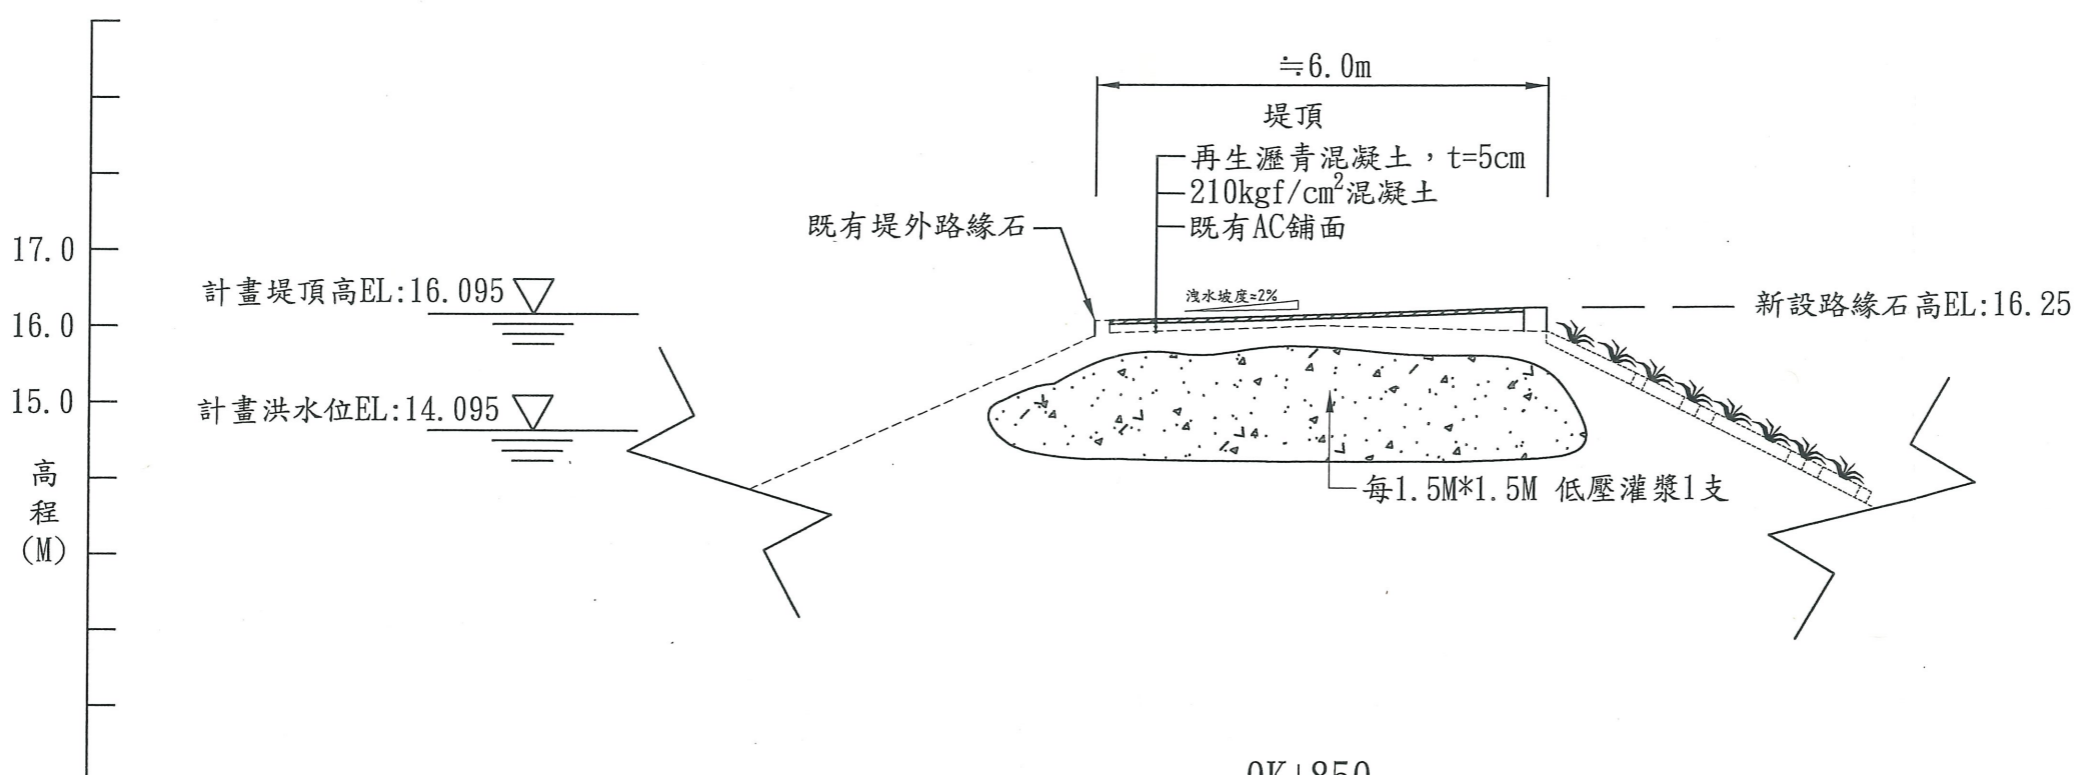 ≒6.0m
堤頂
再生瀝青混凝土，t=5cm
210kgf/cm²混凝土
既有AC舖面
既有堤外路緣石
17.0
計畫堤頂高EL:16.095
洩水坡度=2%
新設路緣石高EL:16.25
16.0
15.0
計畫洪水位EL:14.095
高程(M)
每1.5M*1.5M 低壓灌漿1支
0K+850